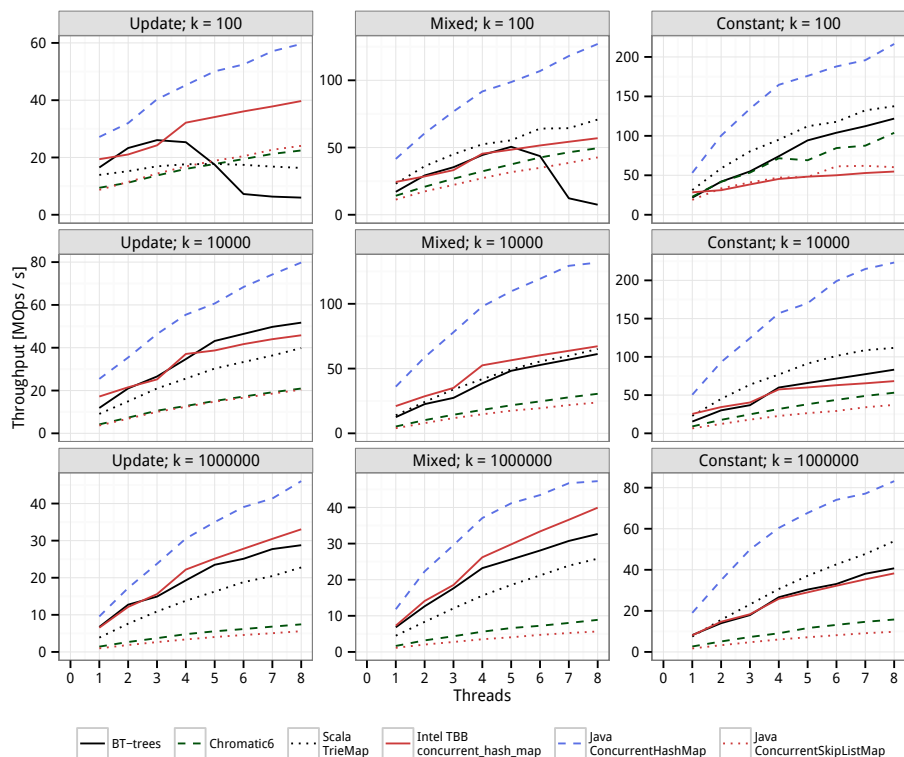 Update; k = 100
Mixed; k = 100
Constant; k = 100
60
40
20
0
100
50
0
200
150
100
50
0
Update; k = 10000
Mixed; k = 10000
Constant; k = 10000
80
60
40
20
0
100
50
0
200
150
100
50
0
Throughput [MOps / s]
Update; k = 1000000
Mixed; k = 1000000
Constant; k = 1000000
40
30
20
10
0
40
30
20
10
0
80
60
40
20
0
0 1 2 3 4 5 6 7 8
0 1 2 3 4 5 6 7 8
0 1 2 3 4 5 6 7 8
Threads
BT−trees
Chromatic6
Scala
TrieMap
Intel TBB
concurrent_hash_map
Java
ConcurrentHashMap
Java
ConcurrentSkipListMap